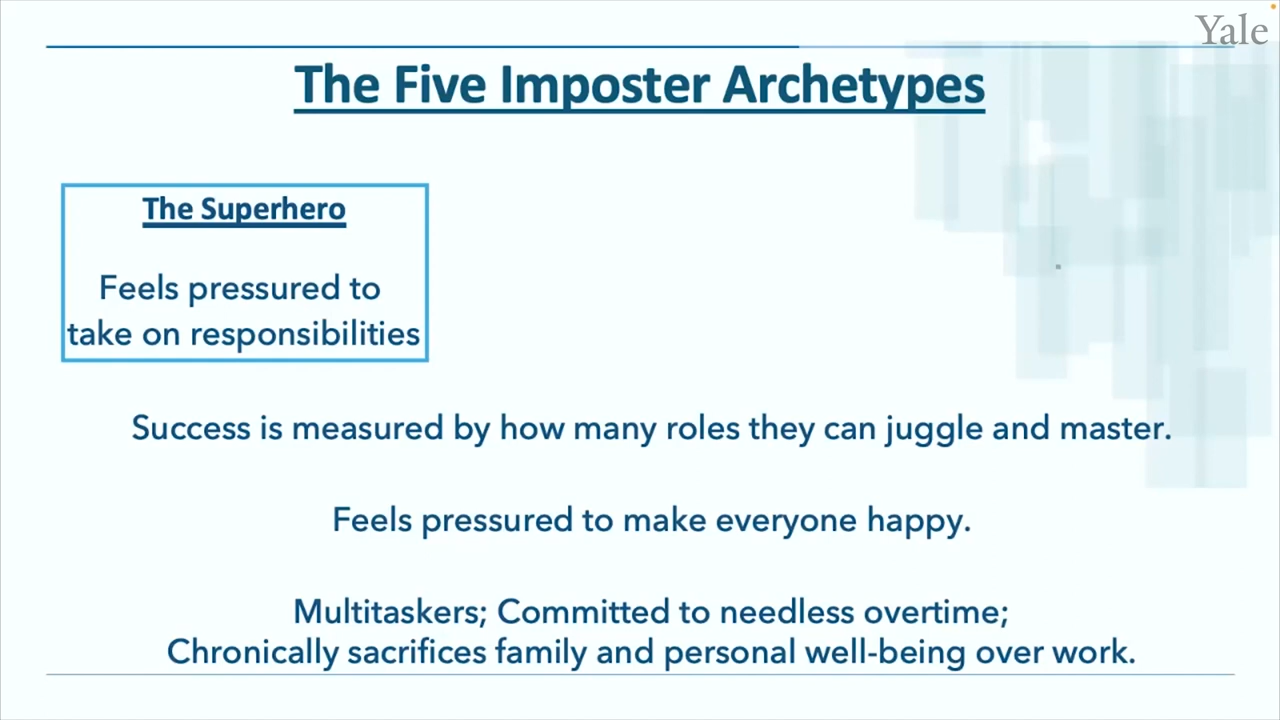 Yale
The Five Imposter Archetypes
The Superhero
Feels pressured to
take on responsibilities
Success is measured by how many roles they can juggle and master.
Feels pressured to make everyone happy.
Multitaskers; Committed to needless overtime;
Chronically sacrifices family and personal well-being over work.